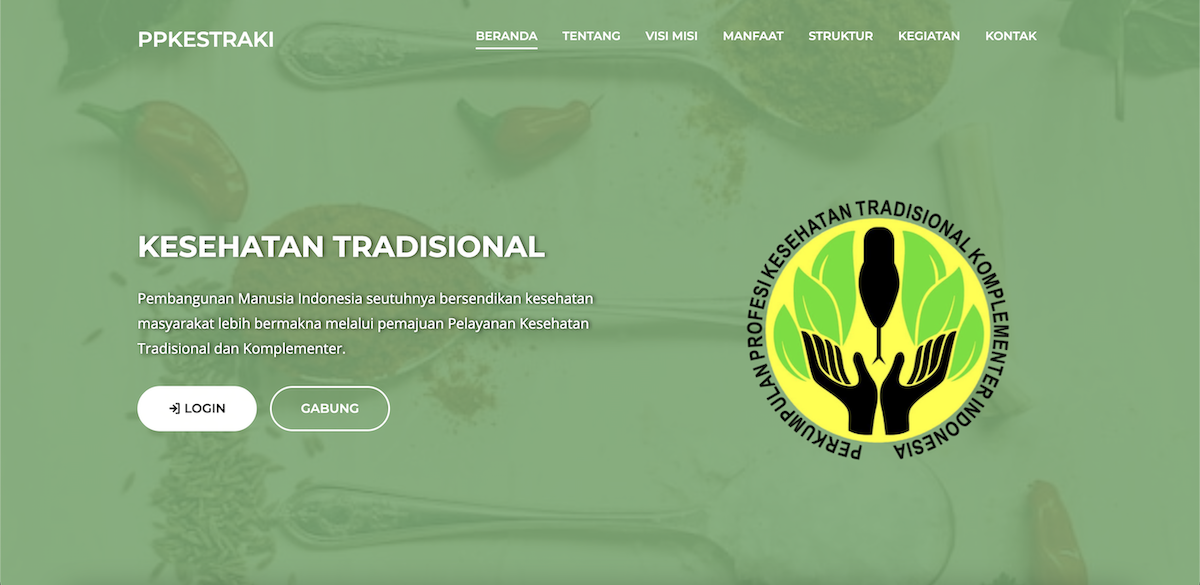 PPKESTRAKI
BERANDA TENTANG VISI MISI MANFAAT STRUKTUR KEGIATAN KONTAK
KESEHATAN TRADISIONAL
Pembangunan Manusia Indonesia seutuhnya bersendikan kesehatan
masyarakat lebih bermakna melalui pemajuan Pelayanan Kesehatan
Tradisional dan Komplementer.
LOGIN GABUNG
PERKUMPULAN PROFESI KESEHATAN TRADISIONAL KOMPLEMENTER INDONESIA